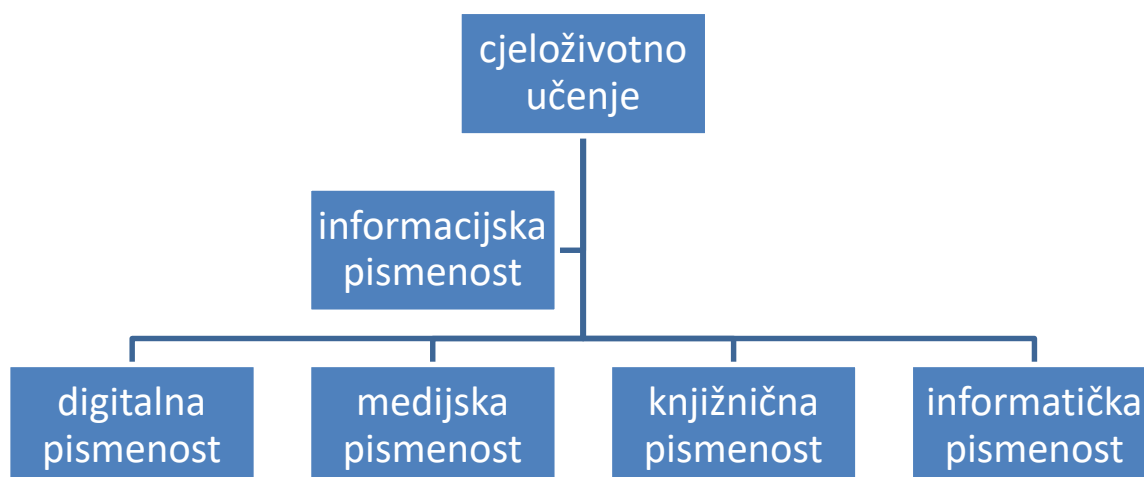 cjeloživotno
učenje
informacijska
pismenost
digitalna
pismenost
medijska
pismenost
knjižnična
pismenost
informatička
pismenost